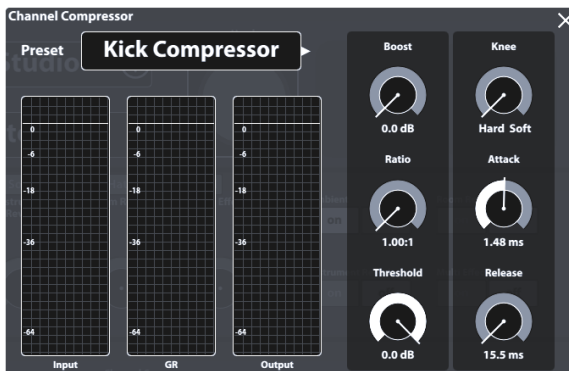 Channel Compressor
Preset
Kick Compressor
0
-6
-18
-36
-64
Input
0
-6
-18
-36
-64
GR
0
-6
-18
-36
-64
Output
Boost
0.0 dB
Knee
Hard Soft
Ratio
1.00:1
Attack
1.48 ms
Threshold
0.0 dB
Release
15.5 ms
Studio
on